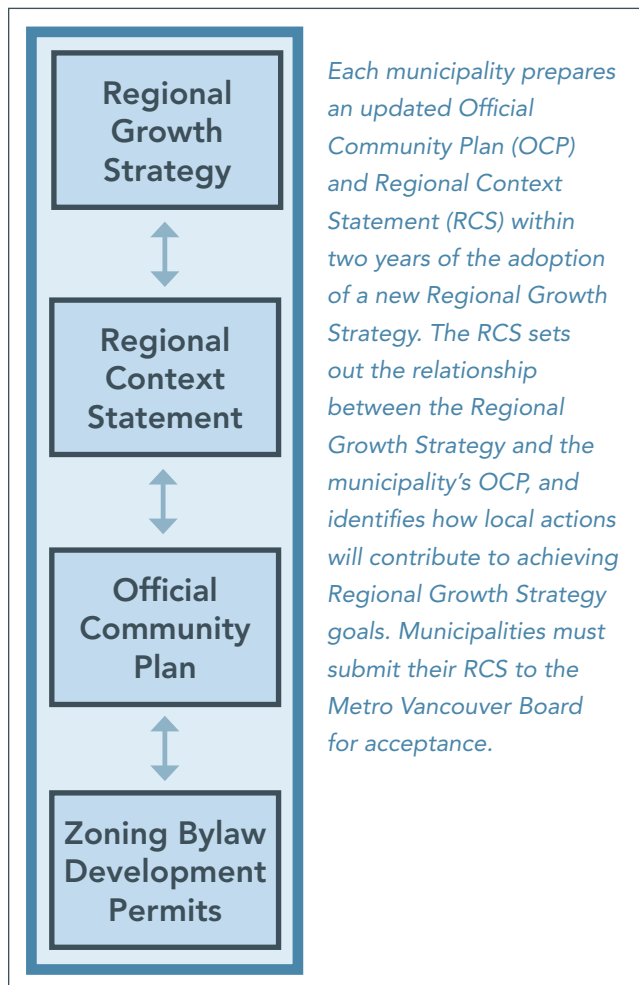 Regional
Growth
Strategy
Regional
Context
Statement
Official
Community
Plan
Zoning Bylaw
Development
Permits
Each municipality prepares
an updated Official
Community Plan (OCP)
and Regional Context
Statement (RCS) within
two years of the adoption
of a new Regional Growth
Strategy. The RCS sets
out the relationship
between the Regional
Growth Strategy and the
municipality's OCP, and
identifies how local actions
will contribute to achieving
Regional Growth Strategy
goals. Municipalities must
submit their RCS to the
Metro Vancouver Board
for acceptance.